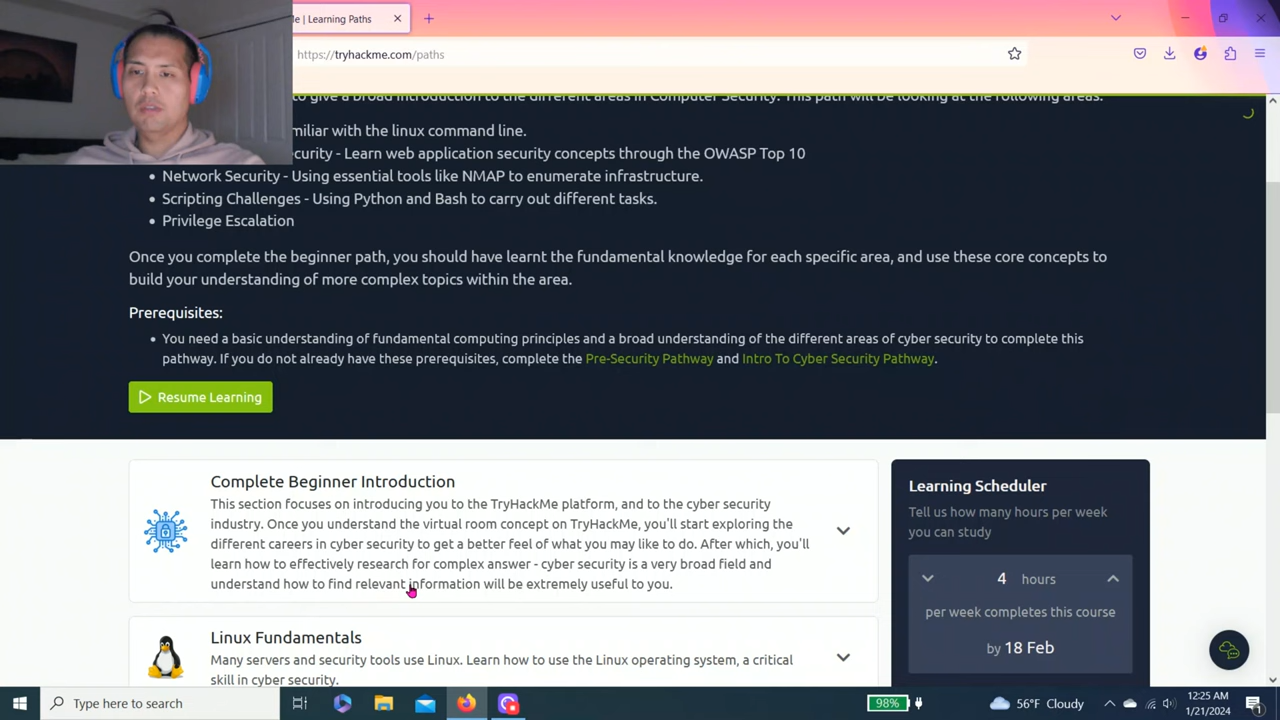 e | Learning Paths
https://tryhackme.com/paths
to give a broad introduction to the different areas in Computer Security. This path will be looking at the following areas.
miliar with the linux command line.
curity - Learn web application security concepts through the OWASP Top 10
• Network Security - Using essential tools like NMAP to enumerate infrastructure.
• Scripting Challenges - Using Python and Bash to carry out different tasks.
• Privilege Escalation
Once you complete the beginner path, you should have learnt the fundamental knowledge for each specific area, and use these core concepts to
build your understanding of more complex topics within the area.
Prerequisites:
• You need a basic understanding of fundamental computing principles and a broad understanding of the different areas of cyber security to complete this
pathway. If you do not already have these prerequisites, complete the Pre-Security Pathway and Intro To Cyber Security Pathway.
Resume Learning
Complete Beginner Introduction
This section focuses on introducing you to the TryHackMe platform, and to the cyber security
industry. Once you understand the virtual room concept on TryHackMe, you'll start exploring the
different careers in cyber security to get a better feel of what you may like to do. After which, you'll
learn how to effectively research for complex answer - cyber security is a very broad field and
understand how to find relevant information will be extremely useful to you.
Linux Fundamentals
Many servers and security tools use Linux. Learn how to use the Linux operating system, a critical
skill in cyber security.
Learning Scheduler
Tell us how many hours per week
you can study
4 hours
per week completes this course
by 18 Feb
Type here to search
98%
56°F Cloudy
12:25 AM
1/21/2024
1